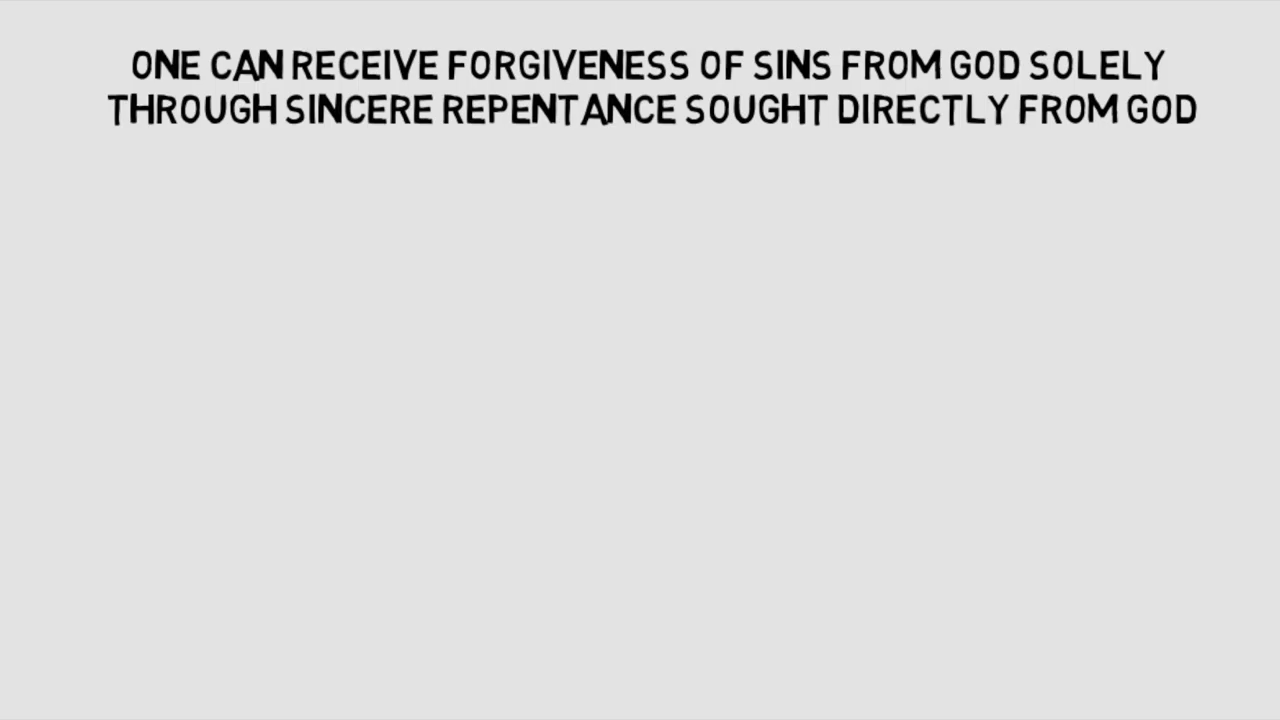 ONE CAN RECEIVE FORGIVENESS OF SINS FROM GOD SOLELY
THROUGH SINCERE REPENTANCE SOUGHT DIRECTLY FROM GOD